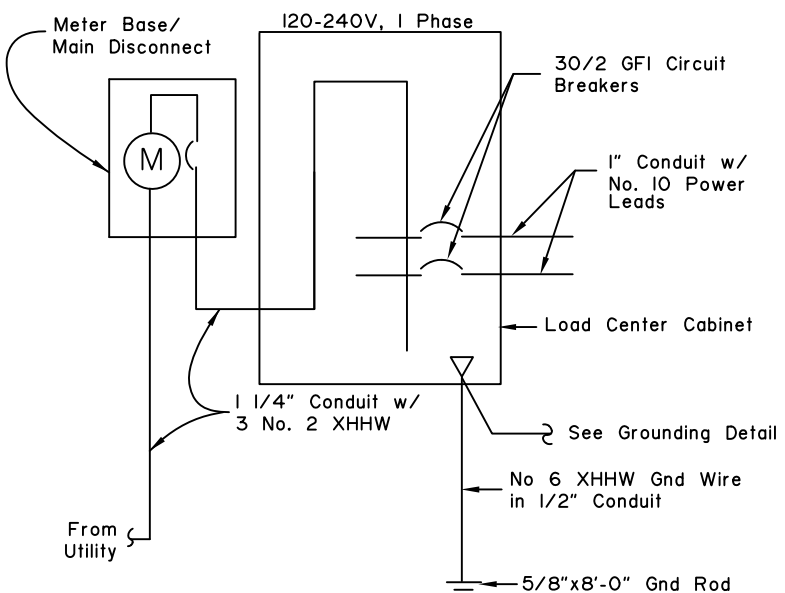 Meter Base/
Main Disconnect
120-240V, 1 Phase
30/2 GFI Circuit
Breakers
M
1" Conduit w/
No. 10 Power
Leads
Load Center Cabinet
1 1/4" Conduit w/
3 No. 2 XHHW
See Grounding Detail
No 6 XHHW Gnd Wire
in 1/2" Conduit
From
Utility
5/8"x8'-0" Gnd Rod